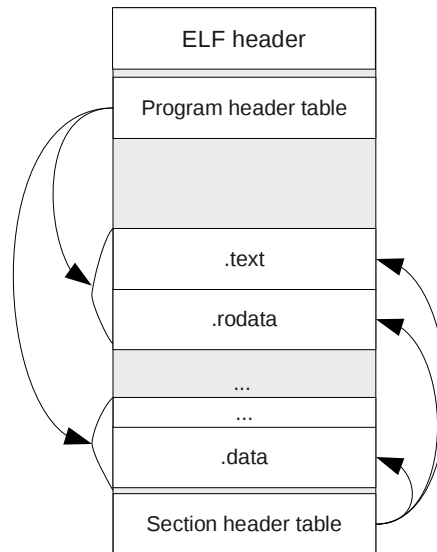 ELF header
Program header table
.text
.rodata
...
...
.data
Section header table